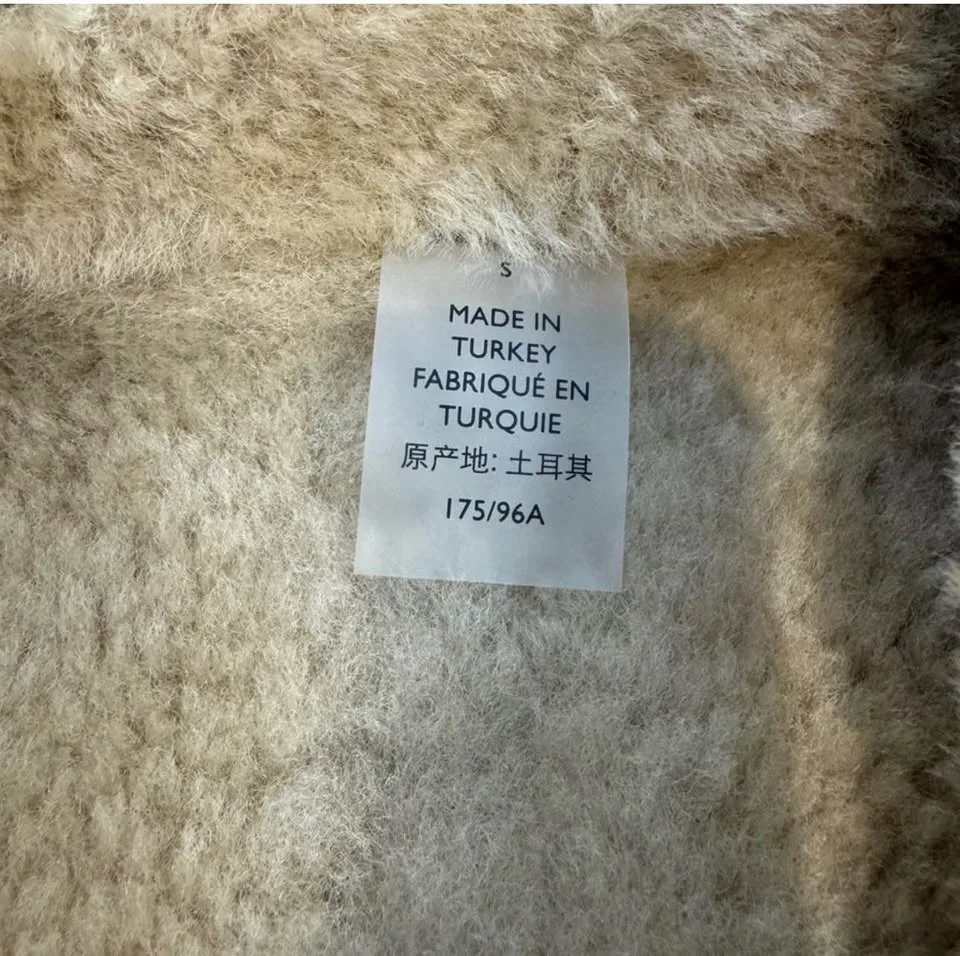 S
MADE IN
TURKEY
FABRIQUÉ EN
TURQUIE
原产地: 土耳其
175/96A